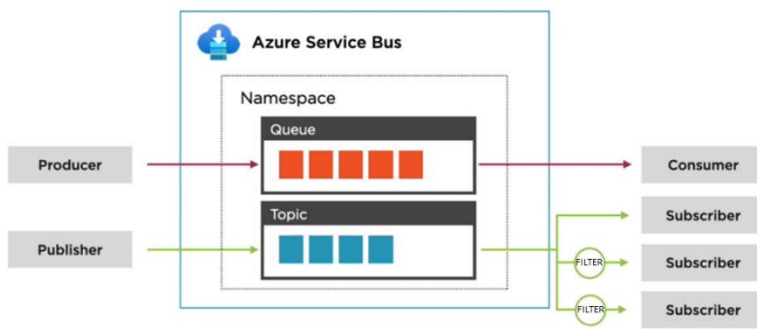 Azure Service Bus
Namespace
Queue
Producer
Consumer
Topic
Subscriber
Publisher
FILTER
Subscriber
FILTER
Subscriber